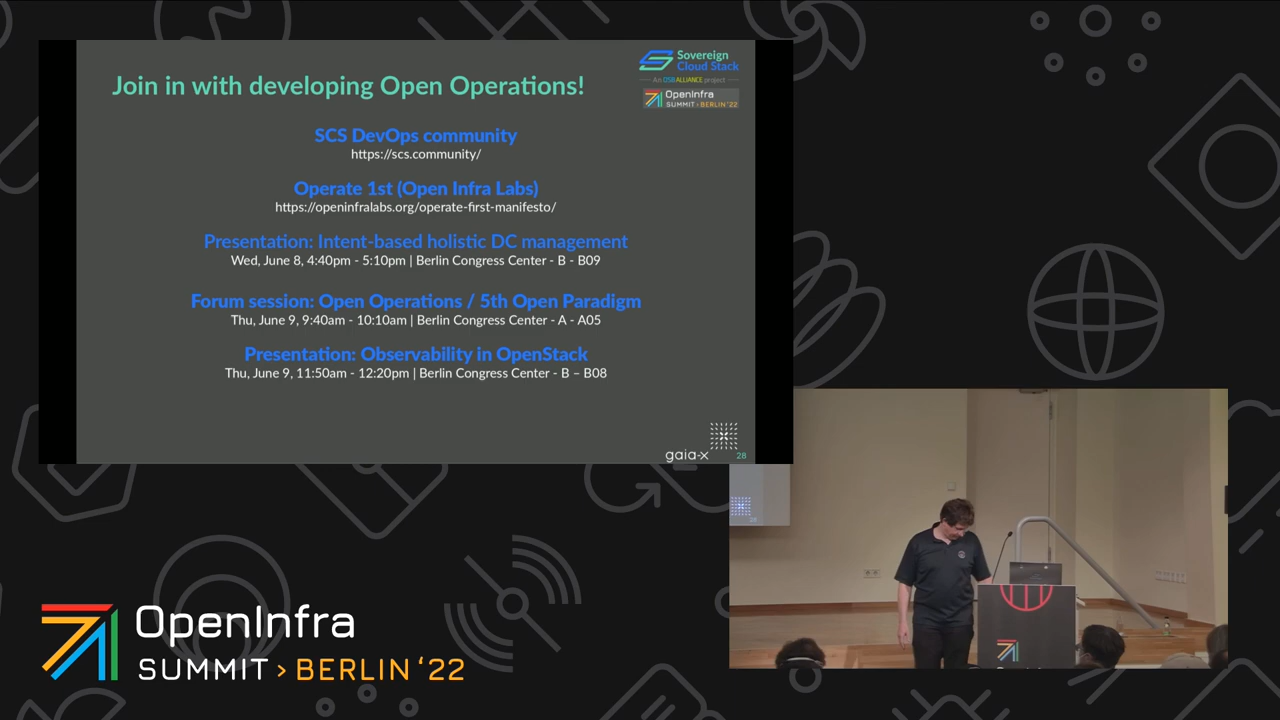 Join in with developing Open Operations!
Sovereign
Cloud Stack
An OSB ALLIANCE project
OpenInfra
SUMMIT > BERLIN '22
SCS DevOps community
https://scs.community/
Operate 1st (Open Infra Labs)
https://openinfralabs.org/operate-first-manifesto/
Presentation: Intent-based holistic DC management
Wed, June 8, 4:40pm - 5:10pm | Berlin Congress Center - B - B09
Forum session: Open Operations / 5th Open Paradigm
Thu, June 9, 9:40am - 10:10am | Berlin Congress Center - A - A05
Presentation: Observability in OpenStack
Thu, June 9, 11:50am - 12:20pm | Berlin Congress Center - B – B08
gaia-x
28
OpenInfra
SUMMIT > BERLIN '22